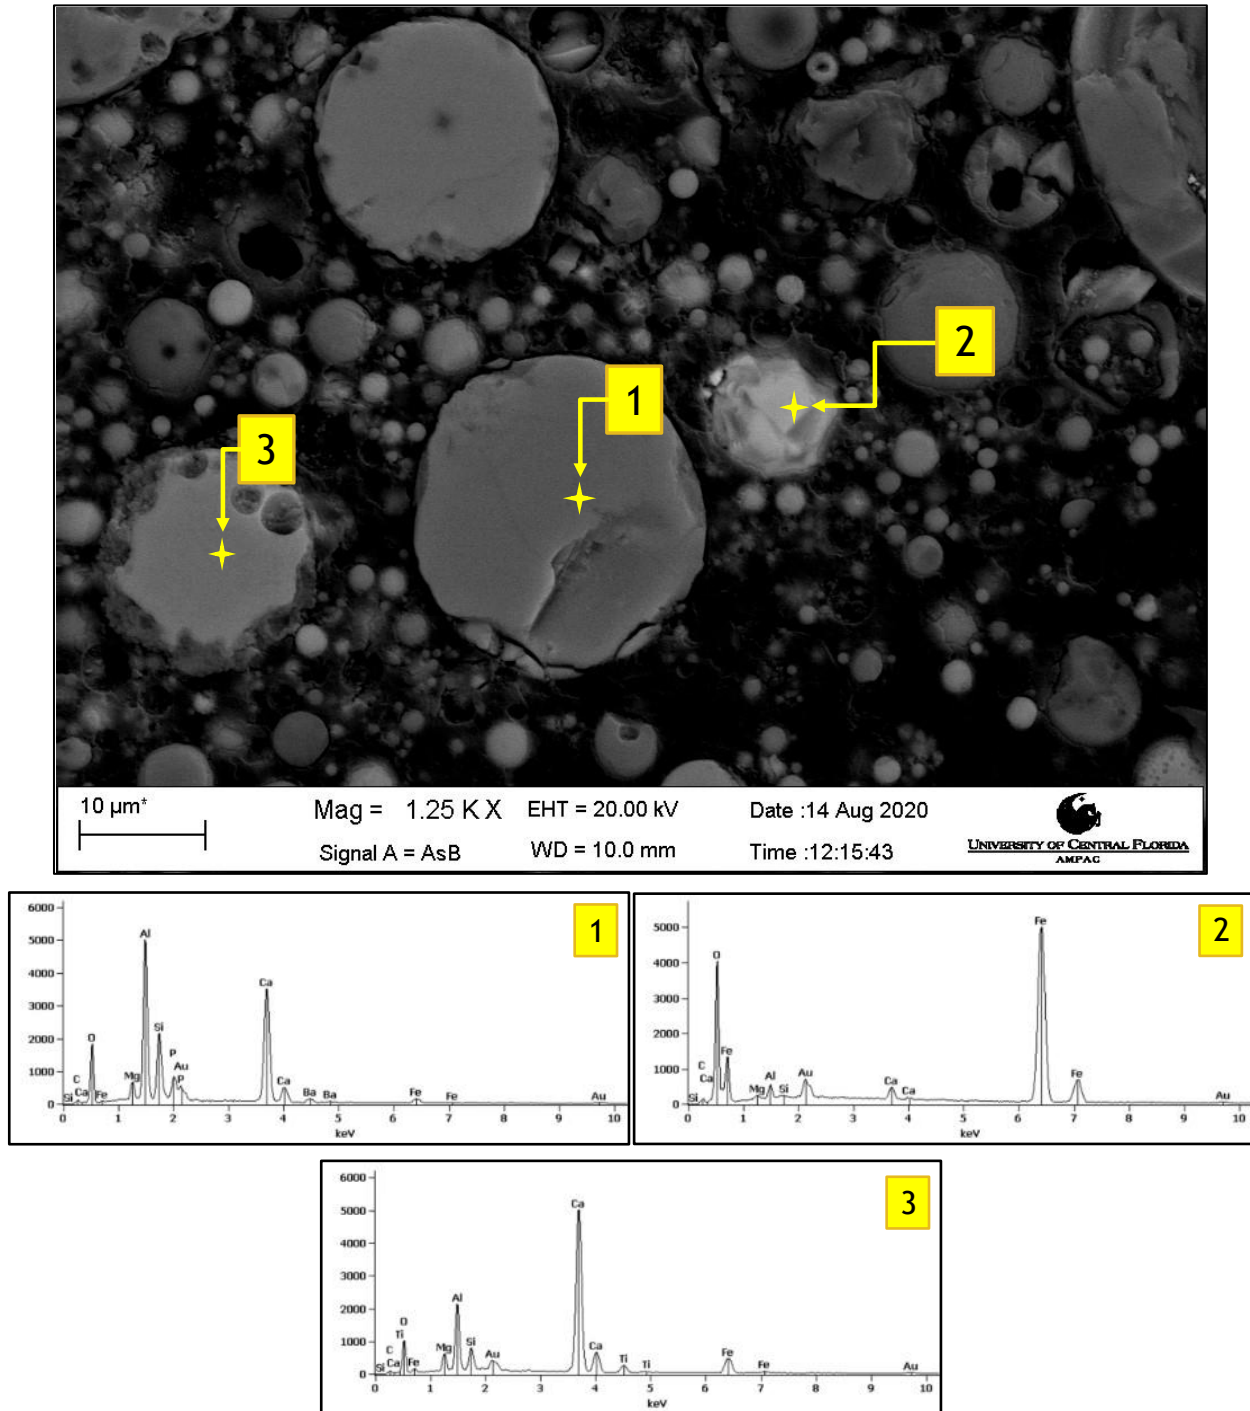 2
1
3
10 µm*
Mag = 1.25 K X
EHT = 20.00 kV
Date :14 Aug 2020
Signal A = AsB
WD = 10.0 mm
Time :12:15:43
UNIVERSITY OF CENTRAL FLORIDA
AMPAC
1
6000
5000
4000
3000
2000
1000
0
Si
C
Ca
O
Fe
Mg
Al
Si
P
Au
P
Ca
Ca
Ba
Ba
Fe
Fe
Au
0 1 2 3 4 5 6 7 8 9 10
keV
2
5000
4000
3000
2000
1000
0
Si
C
Ca
O
Fe
Mg
Al
Si
Au
Ca
Ca
Fe
Fe
Au
0 1 2 3 4 5 6 7 8 9 10
keV
3
6000
5000
4000
3000
2000
1000
0
Si
C
Ca
Ti
O
Fe
Mg
Al
Si
Au
Ca
Ca
Ti
Ti
Fe
Fe
Au
0 1 2 3 4 5 6 7 8 9 10
keV